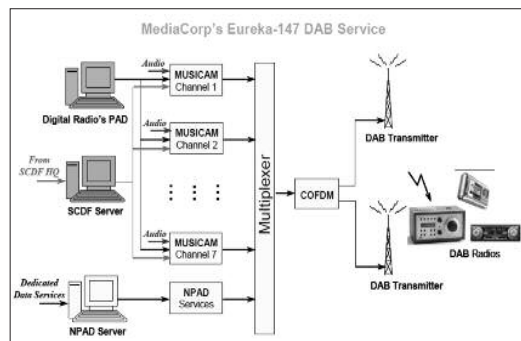 MediaCorp's Eureka-147 DAB Service
Audio
MUSICAM
Channel 1
Digital Radio's PAD
Audio
MUSICAM
Channel 2
From
SCDF HQ
SCDF Server
Audio
MUSICAM
Channel 7
Dedicated
Data Services
NPAD Server
NPAD
Services
Multiplexer
COFDM
DAB Transmitter
DAB Transmitter
DAB Radios